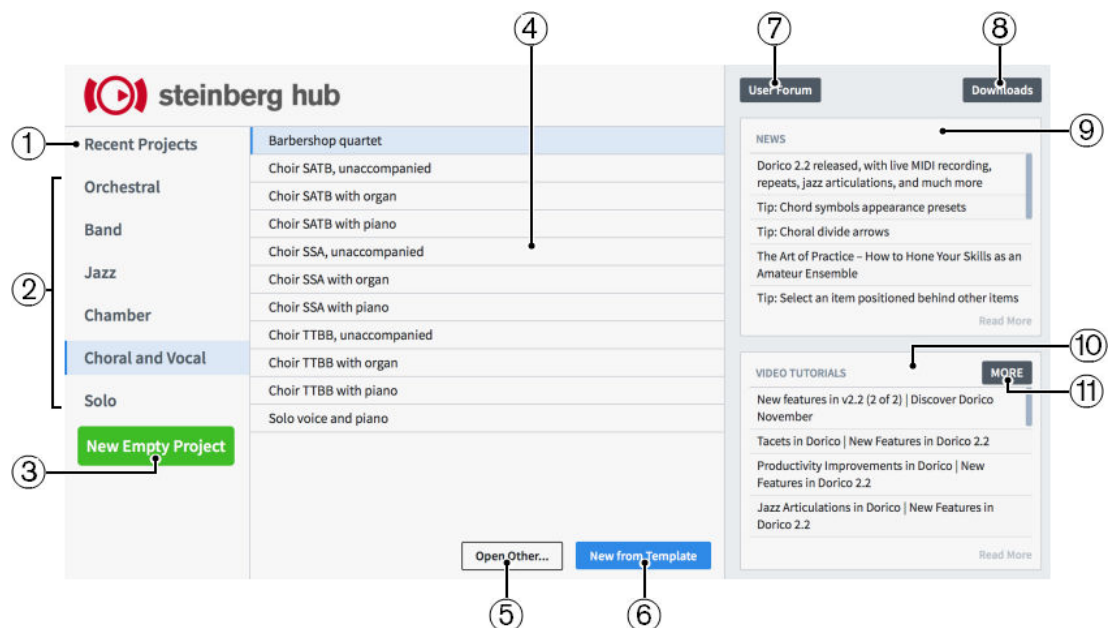 ④
⑦
⑧
steinberg hub
User Forum
Downloads
①
Recent Projects
②
Orchestral
Band
Jazz
Chamber
Choral and Vocal
Solo
③
New Empty Project
Barbershop quartet
Choir SATB, unaccompanied
Choir SATB with organ
Choir SATB with piano
Choir SSA, unaccompanied
Choir SSA with organ
Choir SSA with piano
Choir TTBB, unaccompanied
Choir TTBB with organ
Choir TTBB with piano
Solo voice and piano
Open Other...
New from Template
⑤
⑥
NEWS
⑨
Dorico 2.2 released, with live MIDI recording,
repeats, jazz articulations, and much more
Tip: Chord symbols appearance presets
Tip: Choral divide arrows
The Art of Practice – How to Hone Your Skills as an
Amateur Ensemble
Tip: Select an item positioned behind other items
Read More
⑩
VIDEO TUTORIALS
MORE
⑪
New features in v2.2 (2 of 2) | Discover Dorico
November
Tacets in Dorico | New Features in Dorico 2.2
Productivity Improvements in Dorico | New
Features in Dorico 2.2
Jazz Articulations in Dorico | New Features in
Dorico 2.2
Read More